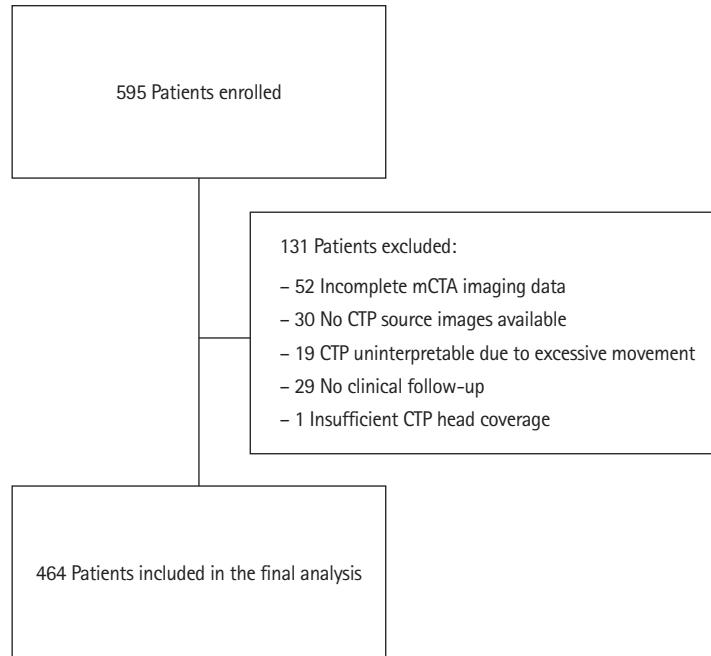 595 Patients enrolled
131 Patients excluded:
– 52 Incomplete mCTA imaging data
– 30 No CTP source images available
– 19 CTP uninterpretable due to excessive movement
– 29 No clinical follow-up
– 1 Insufficient CTP head coverage
464 Patients included in the final analysis